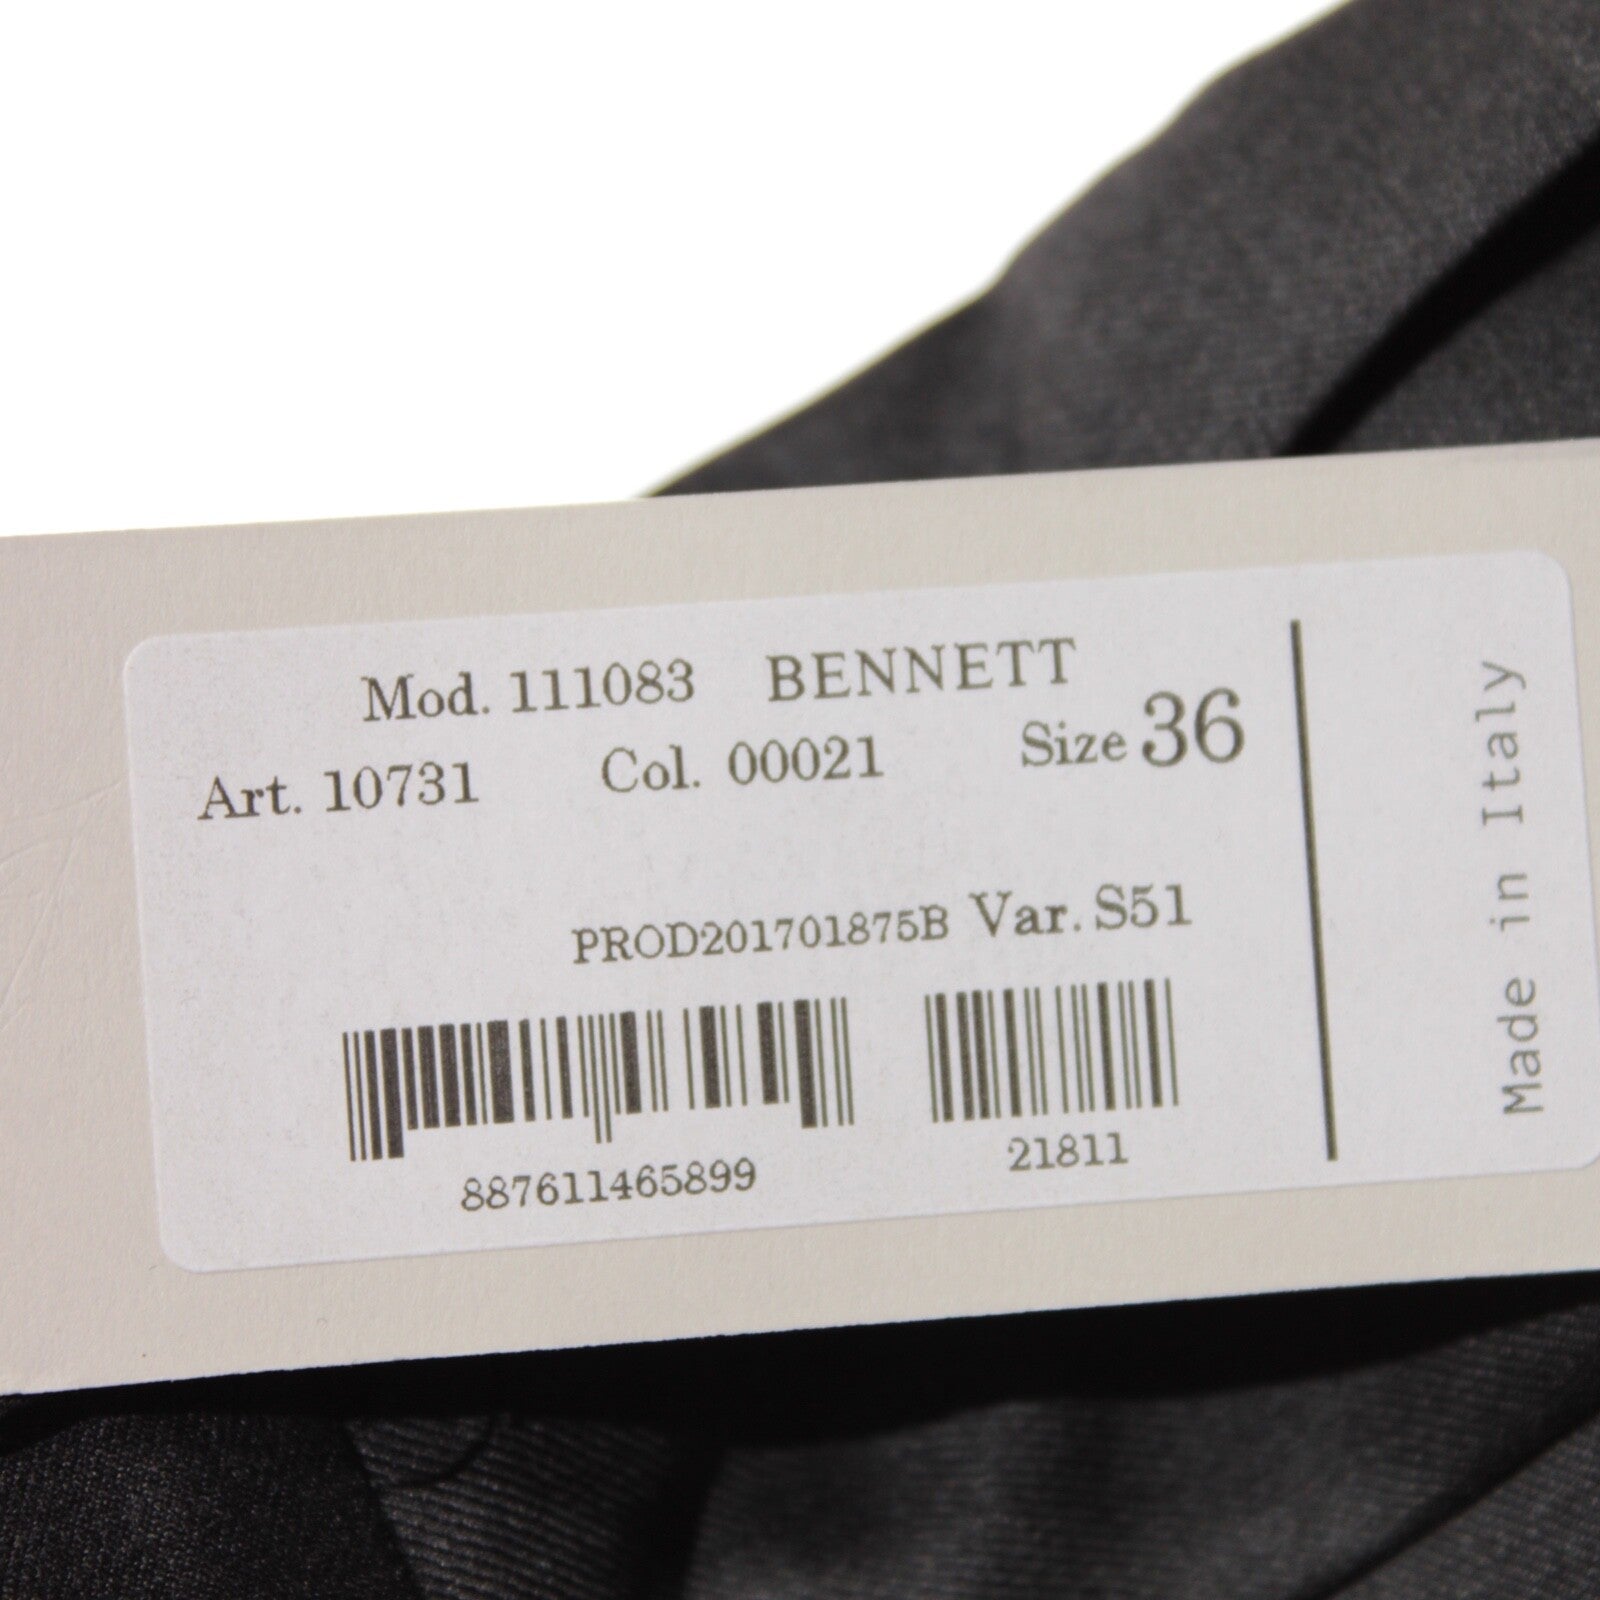 Mod. 111083 BENNETT
Art. 10731 Col. 00021 Size 36
PROD201701875B Var. S51
887611465899 21811
Made in Italy